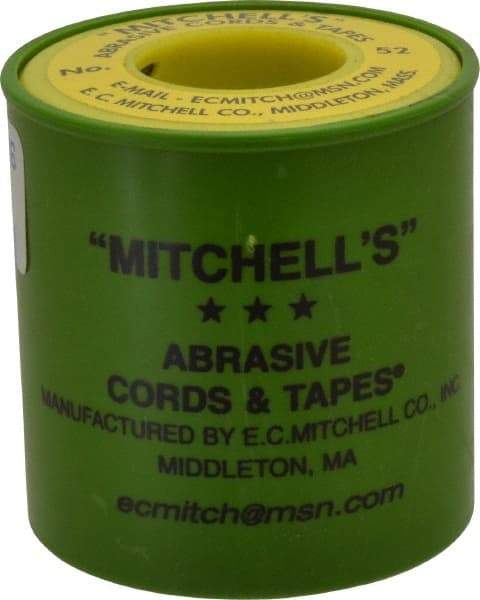 "MITCHELL'S"
ABRASIVE CORDS & TAPES
No. 52
E-MAIL - ECMITCH@MSN.COM
E.C. MITCHELL CO., MIDDLETON, MASS.
"MITCHELL'S"
★ ★ ★
ABRASIVE
CORDS & TAPES®
MANUFACTURED BY E.C.MITCHELL CO., INC
MIDDLETON, MA
ecmitch@msn.com